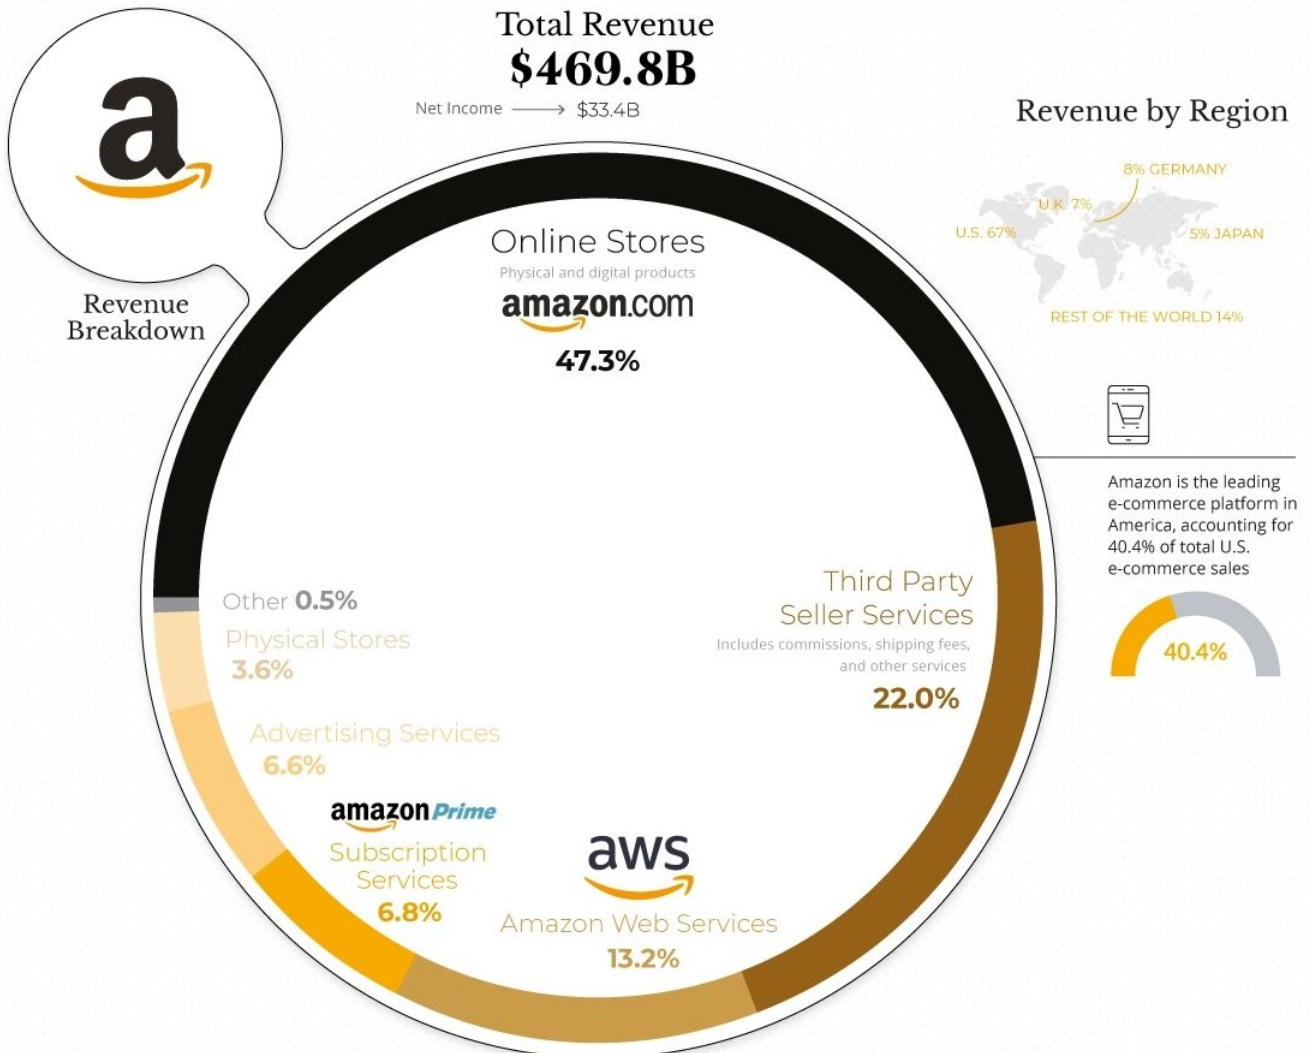 Total Revenue
$469.8B
Net Income $33.4B
a
Revenue
Breakdown
Revenue by Region
8% GERMANY
U.K. 7%
U.S. 67%
5% JAPAN
REST OF THE WORLD 14%
Online Stores
Physical and digital products
amazon.com
47.3%
Amazon is the leading
e-commerce platform in
America, accounting for
40.4% of total U.S.
e-commerce sales
40.4%
Third Party
Seller Services
Includes commissions, shipping fees,
and other services
22.0%
Other 0.5%
Physical Stores
3.6%
Advertising Services
6.6%
amazon Prime
Subscription
Services
6.8%
aws
Amazon Web Services
13.2%